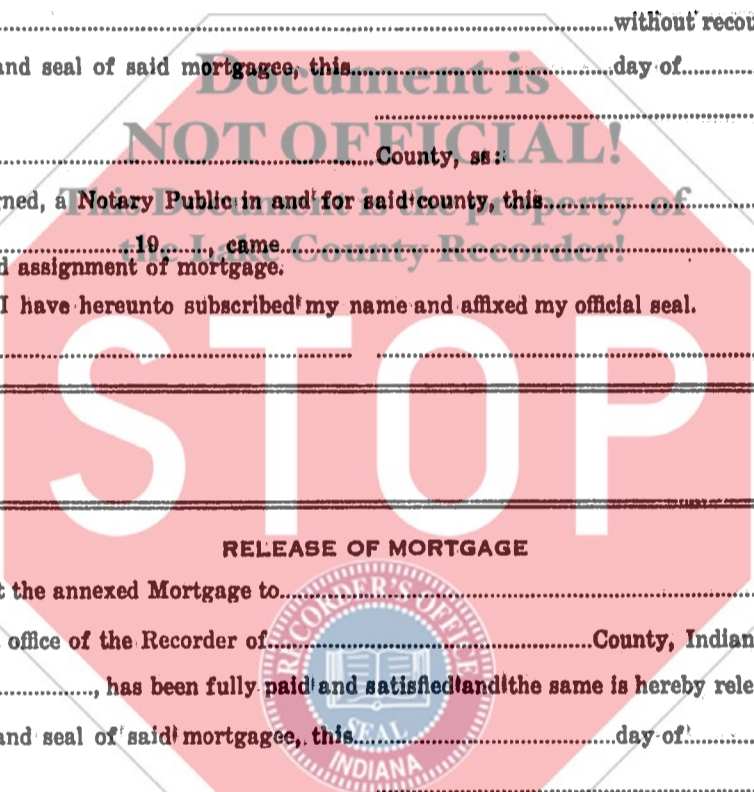 without recou
and seal of said mortgagee, this day of
Document is
NOT OFFICIAL!
County, ss:
This Document is the property of
ned, a Notary Public in and for said county, this
the Lake County Recorder!
19 , came
d assignment of mortgage.
I have hereunto subscribed my name and affixed my official seal.
STOP
RELEASE OF MORTGAGE
t the annexed Mortgage to
office of the Recorder of County, Indian
, has been fully paid and satisfied and the same is hereby rele
and seal of said mortgagee, this day of
RECORDER'S OFFICE
SEAL
INDIANA